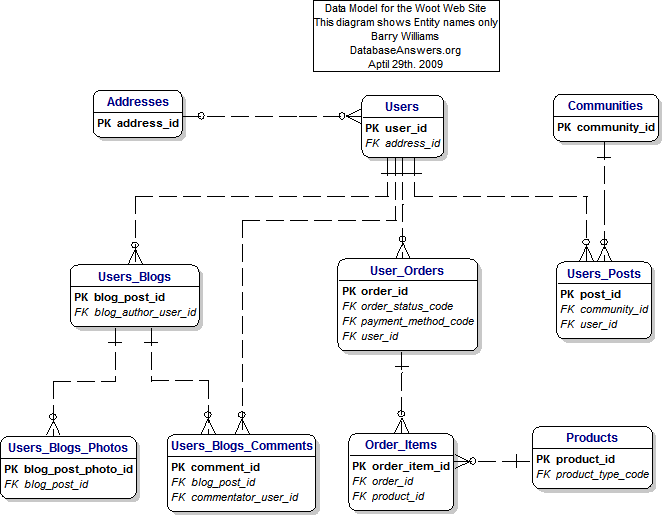 Data Model for the Woot Web Site
This diagram shows Entity names only
Barry Williams
DatabaseAnswers.org
Aptil 29th. 2009
Addresses
PK address_id
Users
PK user_id
FK address_id
Communities
PK community_id
Users_Blogs
PK blog_post_id
FK blog_author_user_id
User_Orders
PK order_id
FK order_status_code
FK payment_method_code
FK user_id
Users_Posts
PK post_id
FK community_id
FK user_id
Users_Blogs_Photos
PK blog_post_photo_id
FK blog_post_id
Users_Blogs_Comments
PK comment_id
FK blog_post_id
FK commentator_user_id
Order_Items
PK order_item_id
FK order_id
FK product_id
Products
PK product_id
FK product_type_code